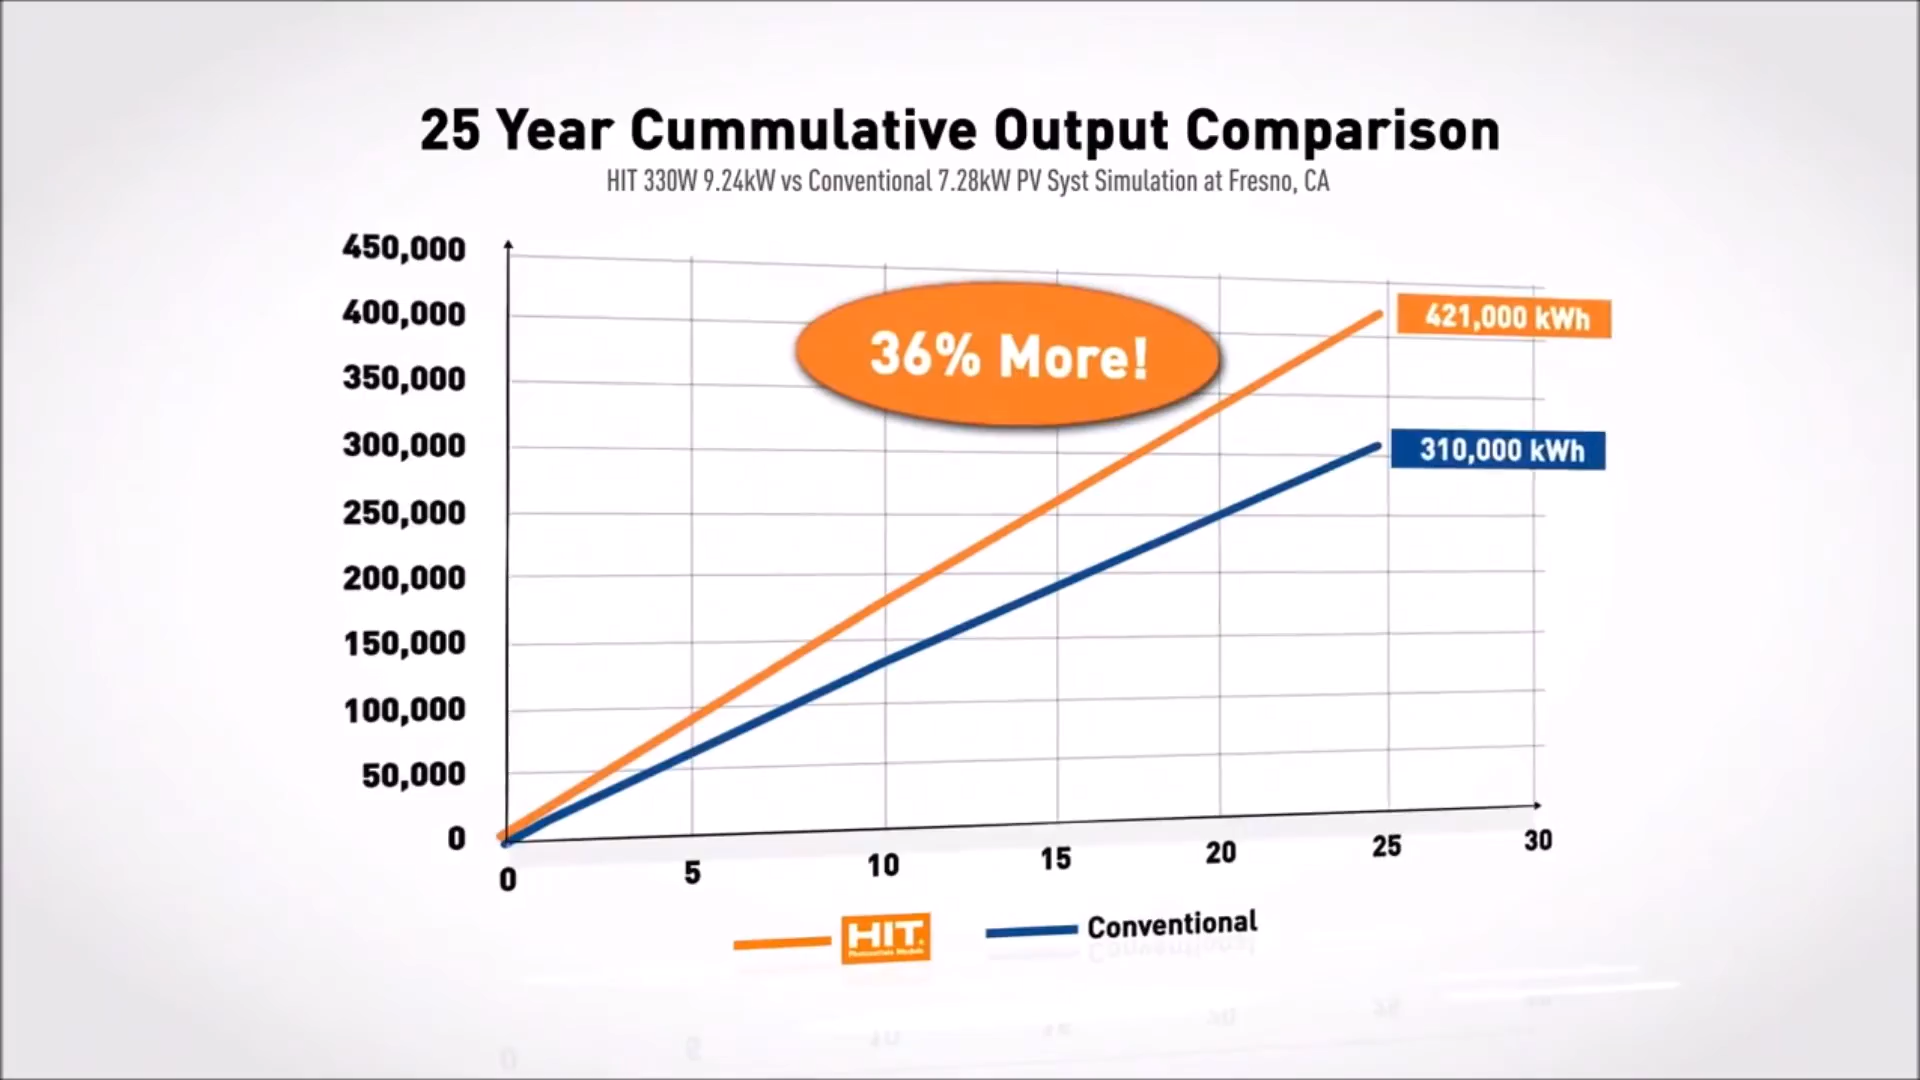 25 Year Cummulative Output Comparison
HIT 330W 9.24kW vs Conventional 7.28kW PV Syst Simulation at Fresno, CA
450,000
400,000
350,000
300,000
250,000
200,000
150,000
100,000
50,000
0
36% More!
421,000 kWh
310,000 kWh
0 5 10 15 20 25 30
HIT.
Photovoltaic Module
Conventional